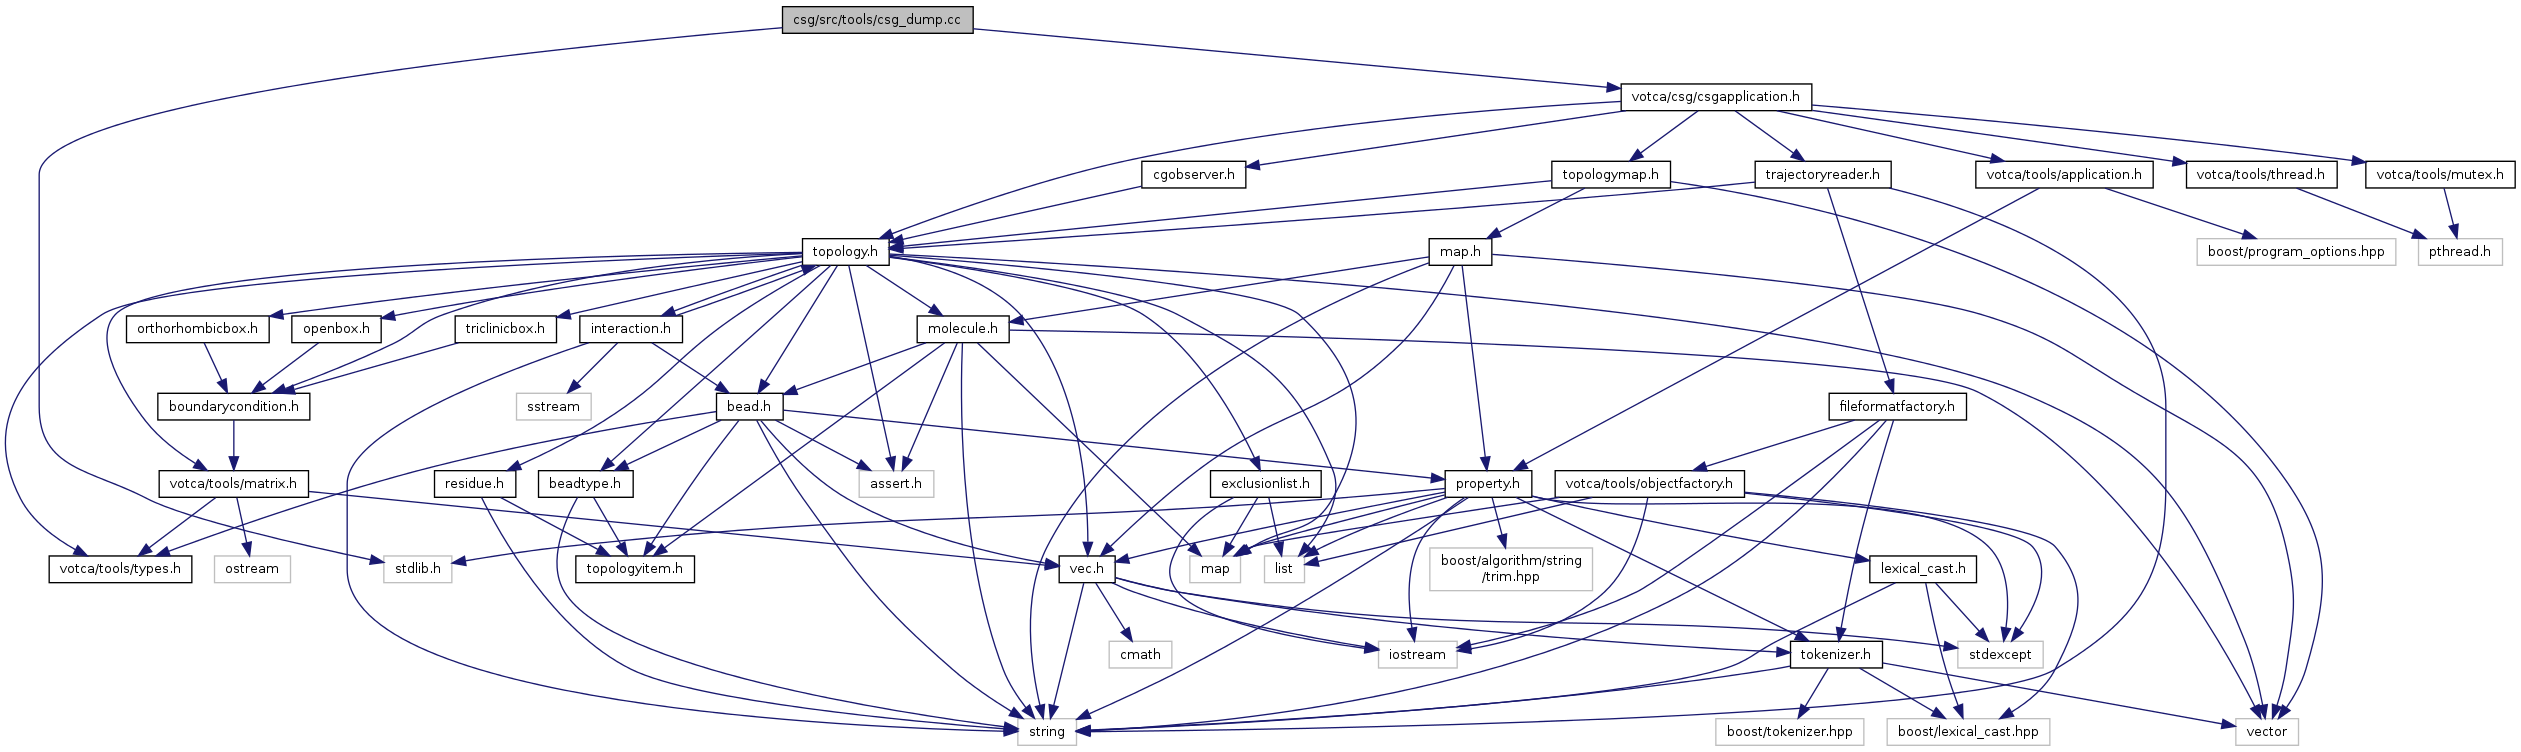 csg/src/tools/csg_dump.cc
votca/csg/csgapplication.h
cgobserver.h
topologymap.h
trajectoryreader.h
votca/tools/application.h
votca/tools/thread.h
votca/tools/mutex.h
topology.h
map.h
boost/program_options.hpp
pthread.h
orthorhombicbox.h
openbox.h
triclinicbox.h
interaction.h
molecule.h
boundarycondition.h
sstream
bead.h
fileformatfactory.h
votca/tools/matrix.h
residue.h
beadtype.h
assert.h
exclusionlist.h
property.h
votca/tools/objectfactory.h
votca/tools/types.h
ostream
stdlib.h
topologyitem.h
vec.h
map
list
boost/algorithm/string
/trim.hpp
lexical_cast.h
cmath
iostream
tokenizer.h
stdexcept
string
boost/tokenizer.hpp
boost/lexical_cast.hpp
vector